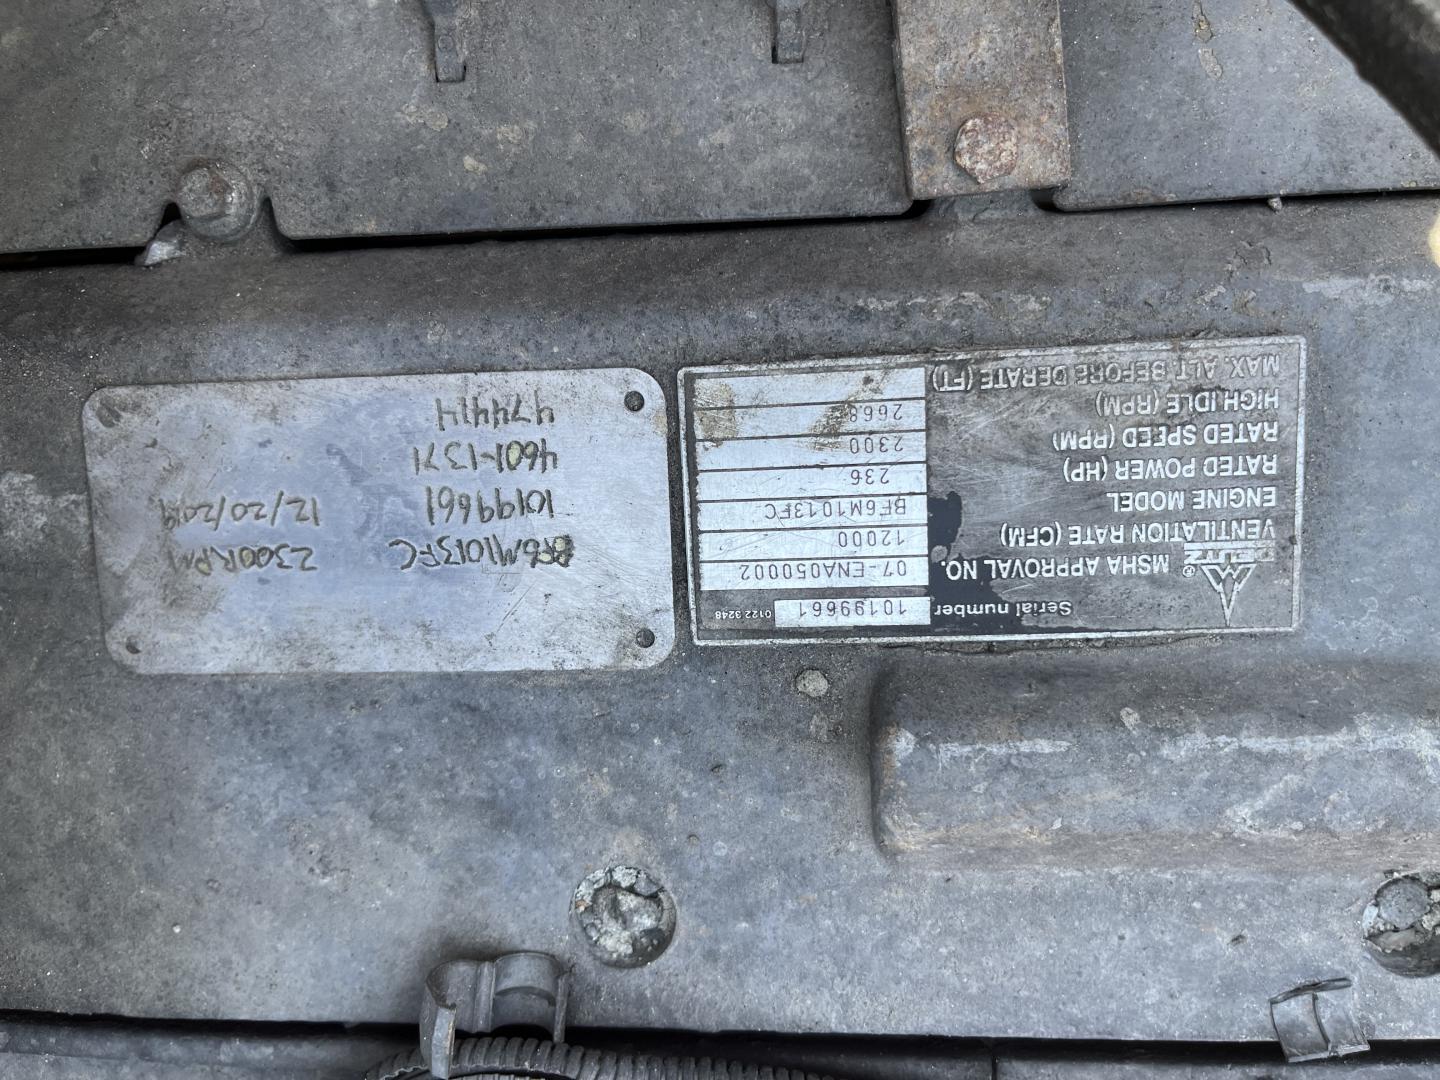 Serial number 10199661 0122 3248
DEUTZ ®
MSHA APPROVAL NO. 07-ENA050002
VENTILATION RATE (CFM) 12000
ENGINE MODEL BF6M1013FC
RATED POWER (HP) 236
RATED SPEED (RPM) 2300
HIGH IDLE (RPM) 2668
MAX. ALT BEFORE DERATE (FT)
BF6M1013FC 2300RPM
10199661 12/20/2019
4601-1371
474414